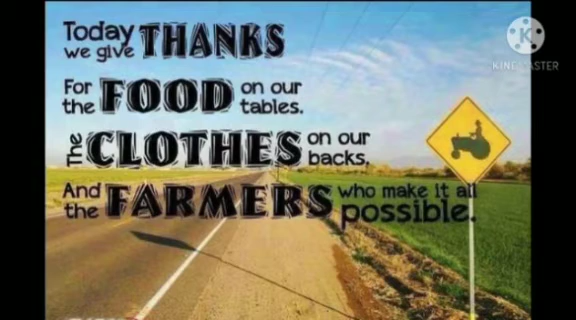 Today we give THANKS
For the FOOD on our tables.
The CLOTHES on our backs.
And the FARMERS who make it all possible.
KINEMASTER